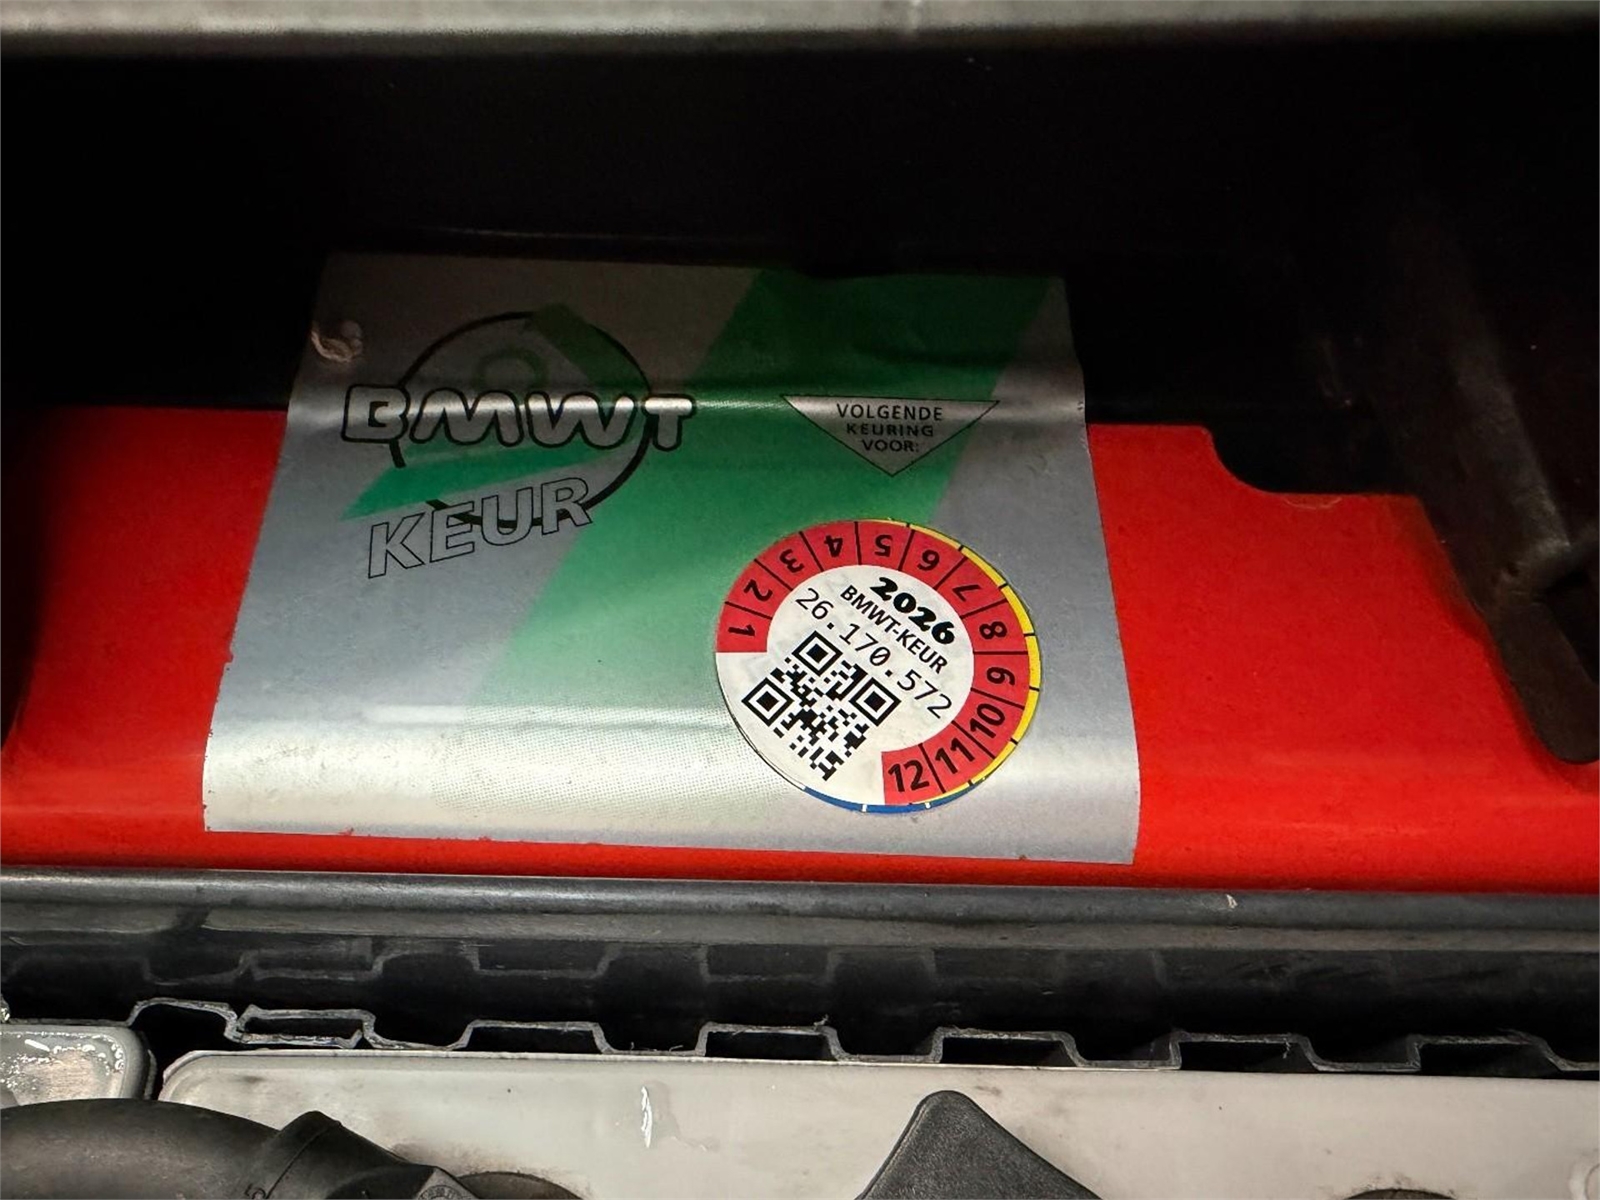 BMWT
KEUR
VOLGENDE
KEURING
VOOR:
1 2 3 4 5 6 7 8 9 10 11 12
2026
BMWT-KEUR
26.170.572